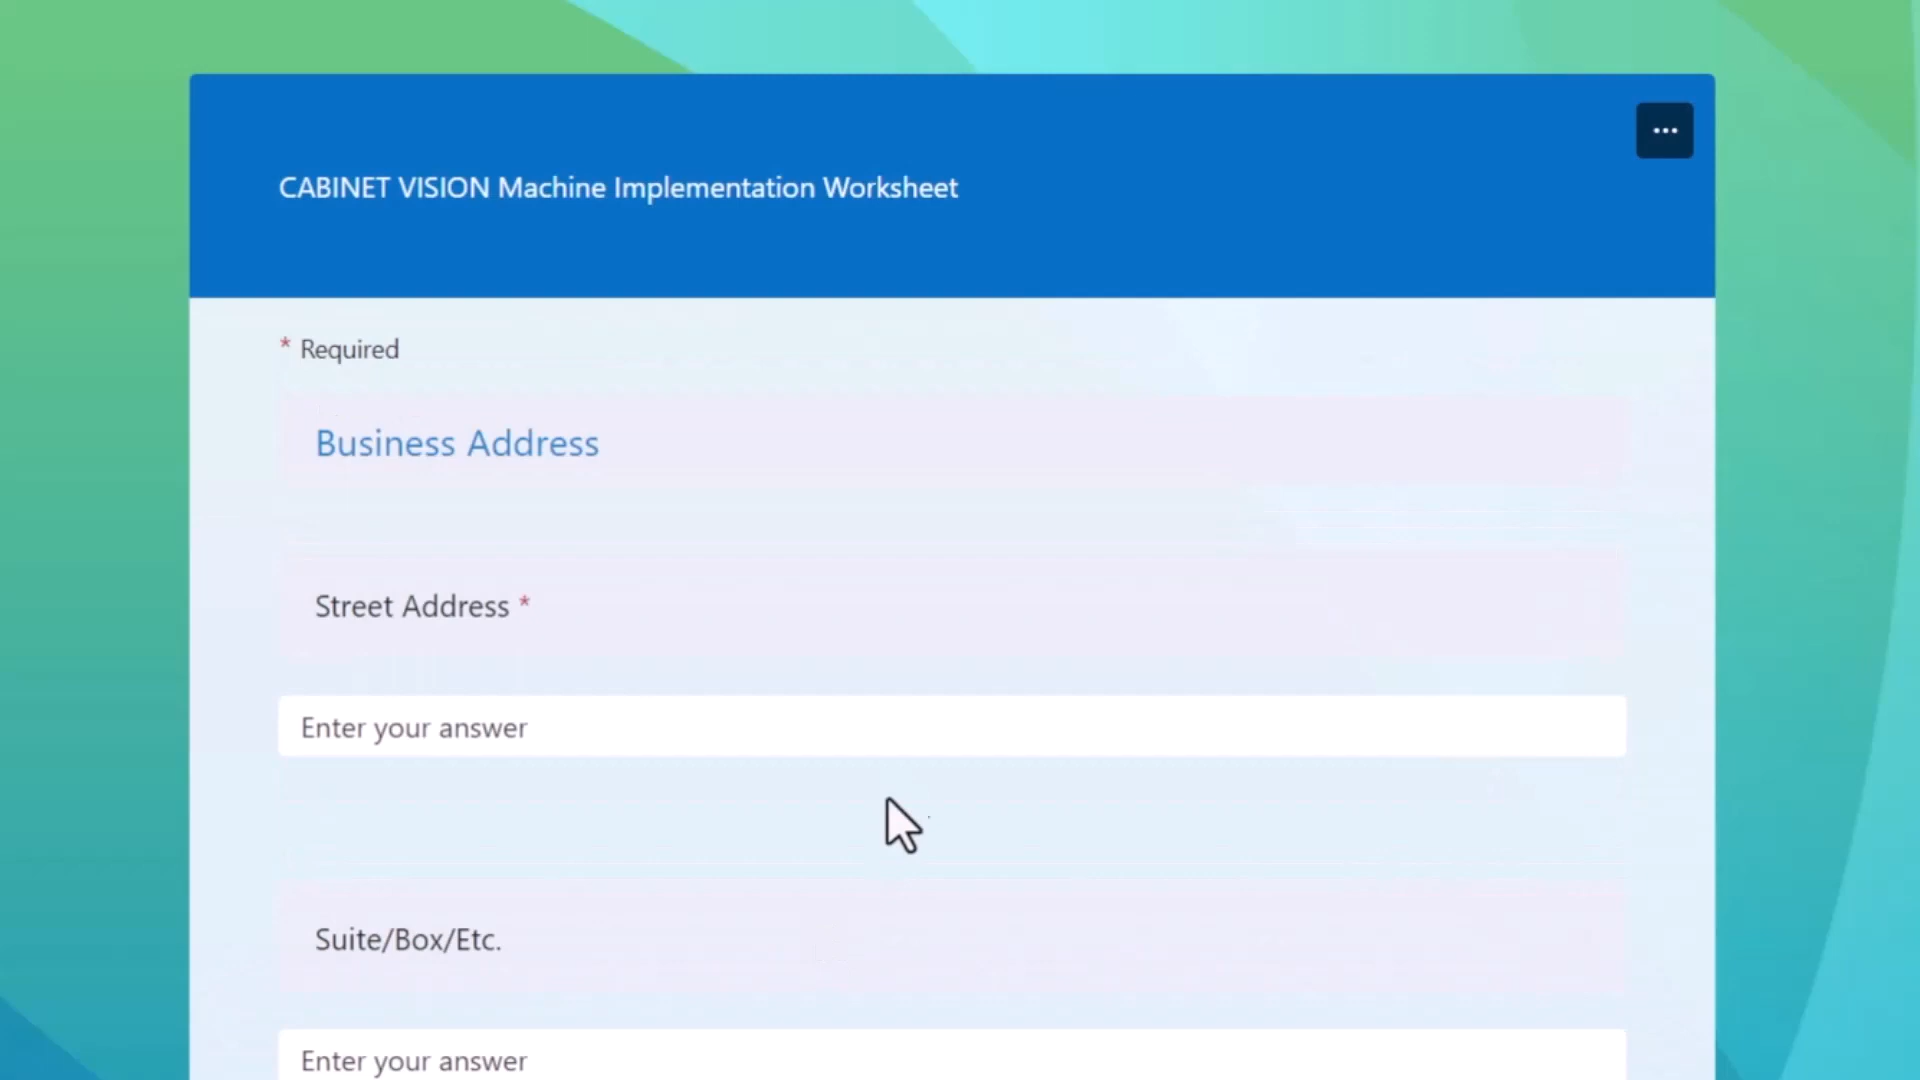 CABINET VISION Machine Implementation Worksheet
* Required
Business Address
Street Address *
Enter your answer
Suite/Box/Etc.
Enter your answer